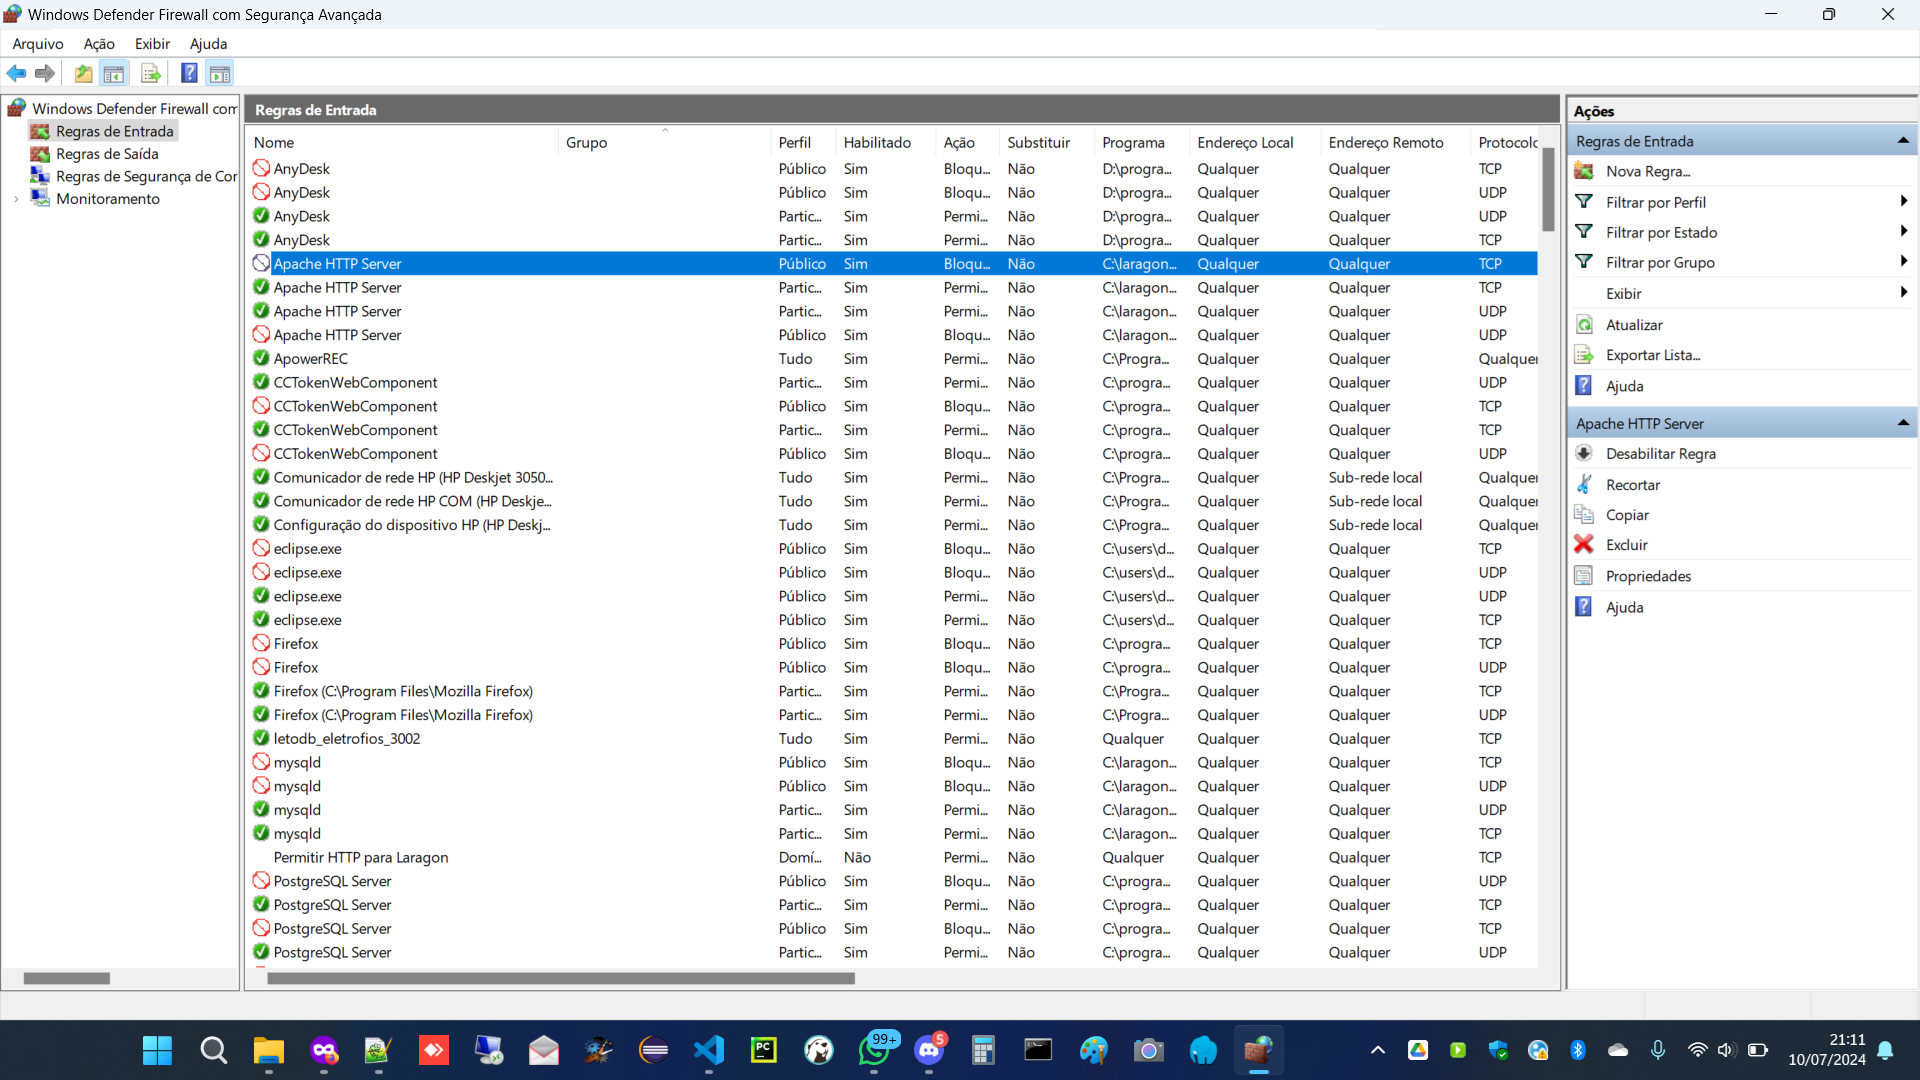 Windows Defender Firewall com Segurança Avançada
Arquivo Ação Exibir Ajuda
Windows Defender Firewall com
Regras de Entrada
Regras de Saída
Regras de Segurança de Cor
Monitoramento
Regras de Entrada
Nome Grupo Perfil Habilitado Ação Substituir Programa Endereço Local Endereço Remoto Protocolo
AnyDesk Público Sim Bloqu... Não D:\progra... Qualquer Qualquer TCP
AnyDesk Público Sim Bloqu... Não D:\progra... Qualquer Qualquer UDP
AnyDesk Partic... Sim Permi... Não D:\progra... Qualquer Qualquer UDP
AnyDesk Partic... Sim Permi... Não D:\progra... Qualquer Qualquer TCP
Apache HTTP Server Público Sim Bloqu... Não C:\laragon... Qualquer Qualquer TCP
Apache HTTP Server Partic... Sim Permi... Não C:\laragon... Qualquer Qualquer TCP
Apache HTTP Server Partic... Sim Permi... Não C:\laragon... Qualquer Qualquer UDP
Apache HTTP Server Público Sim Bloqu... Não C:\laragon... Qualquer Qualquer UDP
ApowerREC Tudo Sim Permi... Não C:\Progra... Qualquer Qualquer Qualquer
CCTokenWebComponent Partic... Sim Permi... Não C:\progra... Qualquer Qualquer UDP
CCTokenWebComponent Público Sim Bloqu... Não C:\progra... Qualquer Qualquer TCP
CCTokenWebComponent Partic... Sim Permi... Não C:\progra... Qualquer Qualquer TCP
CCTokenWebComponent Público Sim Bloqu... Não C:\progra... Qualquer Qualquer UDP
Comunicador de rede HP (HP Deskjet 3050... Tudo Sim Permi... Não C:\Progra... Qualquer Sub-rede local Qualquer
Comunicador de rede HP COM (HP Deskje... Tudo Sim Permi... Não C:\Progra... Qualquer Sub-rede local Qualquer
Configuração do dispositivo HP (HP Deskj... Tudo Sim Permi... Não C:\Progra... Qualquer Sub-rede local Qualquer
eclipse.exe Público Sim Bloqu... Não C:\users\d... Qualquer Qualquer TCP
eclipse.exe Público Sim Bloqu... Não C:\users\d... Qualquer Qualquer UDP
eclipse.exe Público Sim Permi... Não C:\users\d... Qualquer Qualquer UDP
eclipse.exe Público Sim Permi... Não C:\users\d... Qualquer Qualquer TCP
Firefox Público Sim Bloqu... Não C:\progra... Qualquer Qualquer TCP
Firefox Público Sim Bloqu... Não C:\progra... Qualquer Qualquer UDP
Firefox (C:\Program Files\Mozilla Firefox) Partic... Sim Permi... Não C:\Progra... Qualquer Qualquer TCP
Firefox (C:\Program Files\Mozilla Firefox) Partic... Sim Permi... Não C:\Progra... Qualquer Qualquer UDP
letodb_eletrofios_3002 Tudo Sim Permi... Não Qualquer Qualquer Qualquer TCP
mysqld Público Sim Bloqu... Não C:\laragon... Qualquer Qualquer TCP
mysqld Público Sim Bloqu... Não C:\laragon... Qualquer Qualquer UDP
mysqld Partic... Sim Permi... Não C:\laragon... Qualquer Qualquer UDP
mysqld Partic... Sim Permi... Não C:\laragon... Qualquer Qualquer TCP
Permitir HTTP para Laragon Domí... Não Permi... Não Qualquer Qualquer Qualquer TCP
PostgreSQL Server Público Sim Bloqu... Não C:\progra... Qualquer Qualquer UDP
PostgreSQL Server Partic... Sim Permi... Não C:\progra... Qualquer Qualquer TCP
PostgreSQL Server Público Sim Bloqu... Não C:\progra... Qualquer Qualquer TCP
PostgreSQL Server Partic... Sim Permi... Não C:\progra... Qualquer Qualquer UDP
Ações
Regras de Entrada
Nova Regra...
Filtrar por Perfil
Filtrar por Estado
Filtrar por Grupo
Exibir
Atualizar
Exportar Lista...
Ajuda
Apache HTTP Server
Desabilitar Regra
Recortar
Copiar
Excluir
Propriedades
Ajuda
PC
99+
5
21:11
10/07/2024